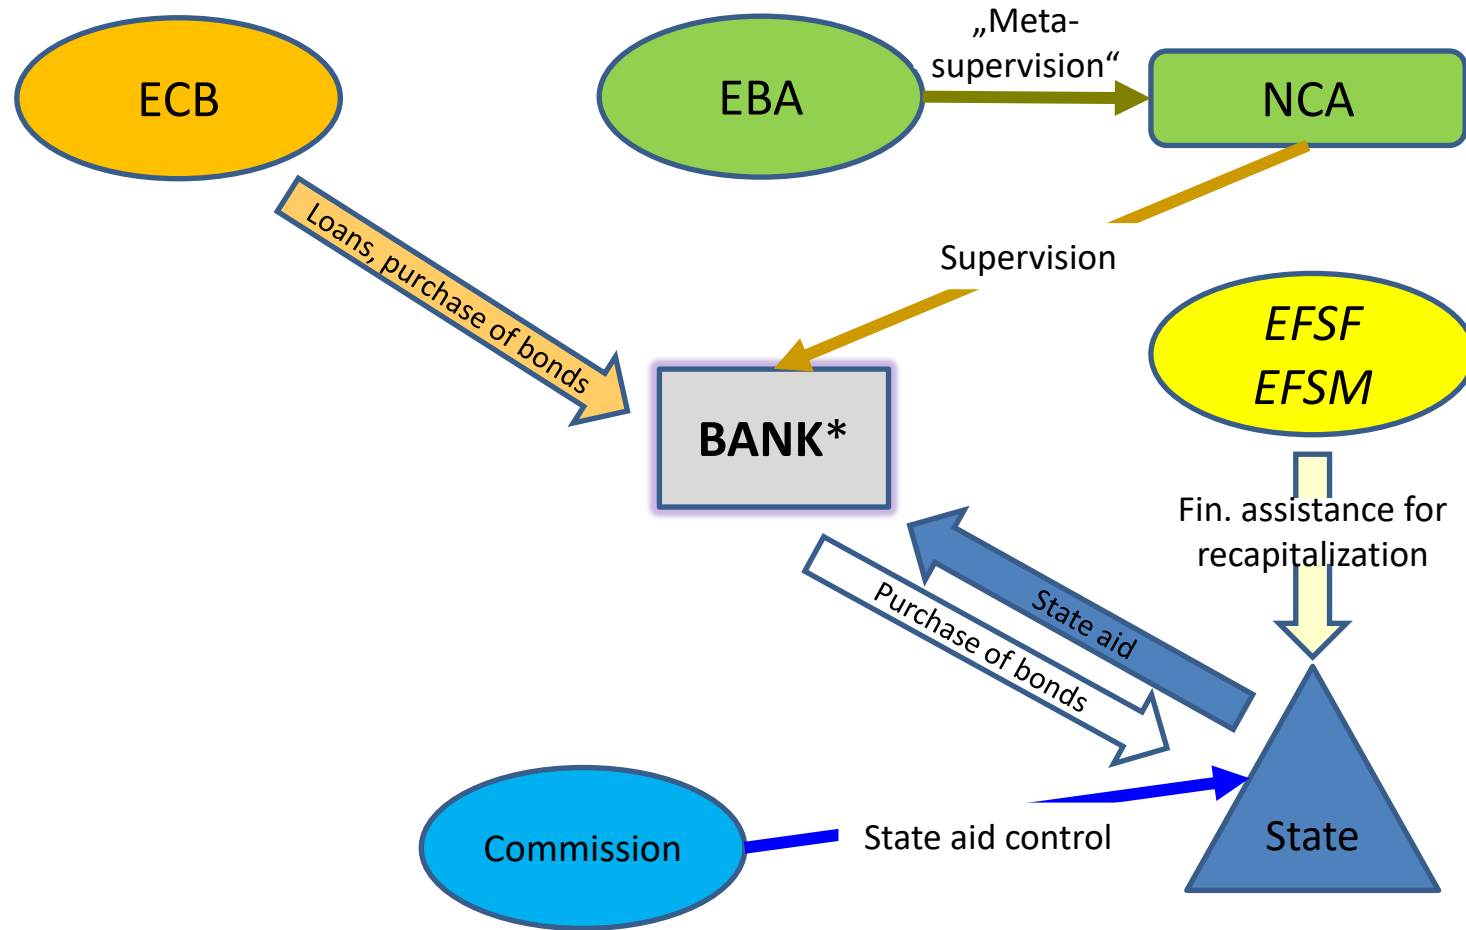 ECB
EBA
„Meta-
supervision“
NCA
Loans, purchase of bonds
Supervision
EFSF
EFSM
BANK*
Fin. assistance for
recapitalization
State aid
Purchase of bonds
Commission
State aid control
State